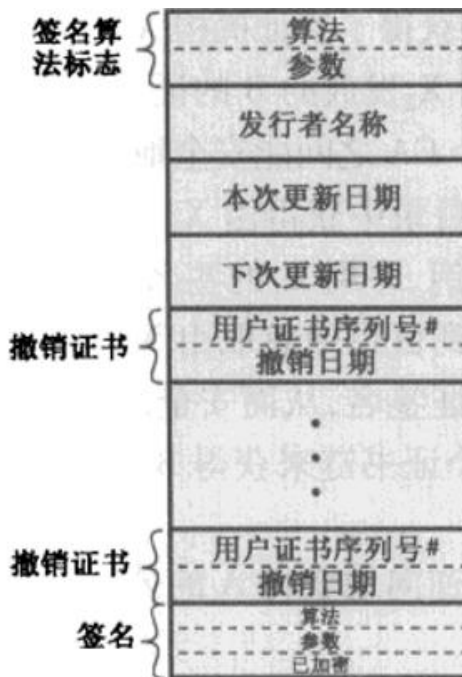 签名算
法标志
算法
参数
发行者名称
本次更新日期
下次更新日期
撤销证书
用户证书序列号#
撤销日期
撤销证书
用户证书序列号#
撤销日期
签名
算法
参数
已加密